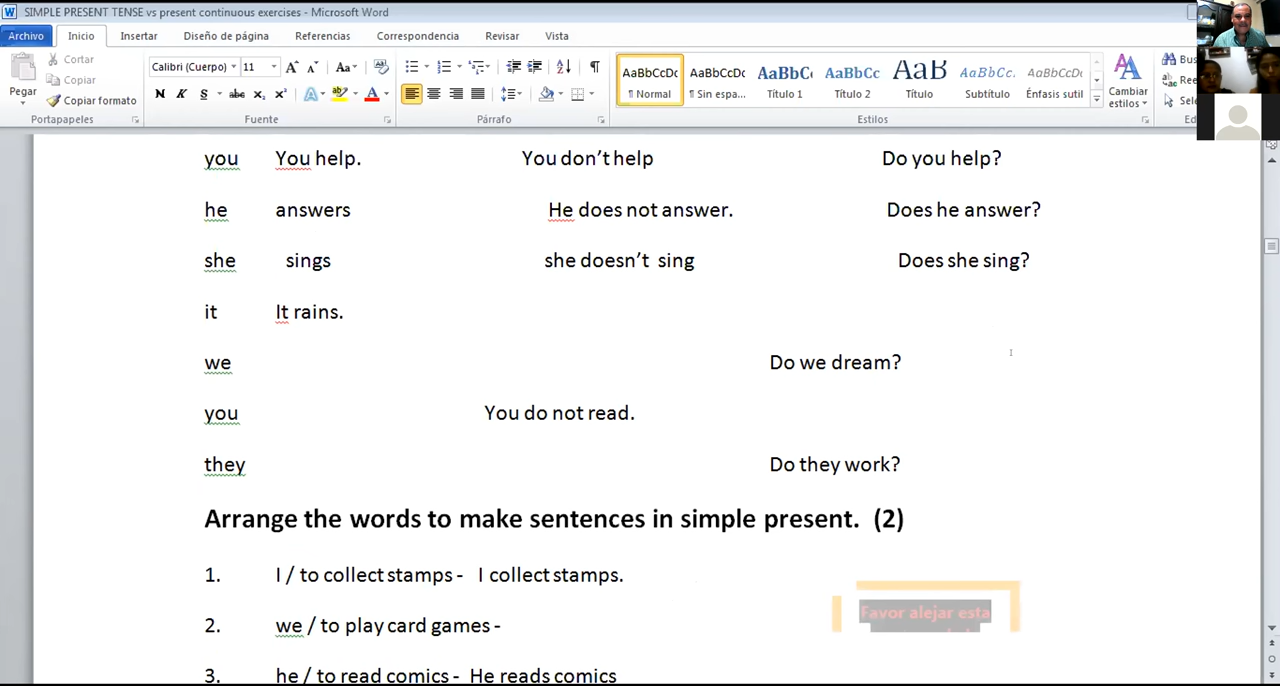 SIMPLE PRESENT TENSE vs present continuous exercises - Microsoft Word
Archivo Inicio Insertar Diseño de página Referencias Correspondencia Revisar Vista
Cortar
Copiar
Copiar formato
Pegar
Portapapeles
Calibri (Cuerpo) 11
Fuente
Párrafo
AaBbCcDc AaBbCcDc AaBbC AaBbCc AaB AaBbCc. AaBbCcDc
¶ Normal ¶ Sin espa... Título 1 Título 2 Título Subtítulo Énfasis sutil
Estilos
Cambiar
estilos
you You help. You don’t help Do you help?
he answers He does not answer. Does he answer?
she sings she doesn’t sing Does she sing?
it It rains.
we Do we dream?
you You do not read.
they Do they work?
Arrange the words to make sentences in simple present. (2)
1. I / to collect stamps - I collect stamps.
2. we / to play card games -
3. he / to read comics - He reads comics
Favor alejar esta